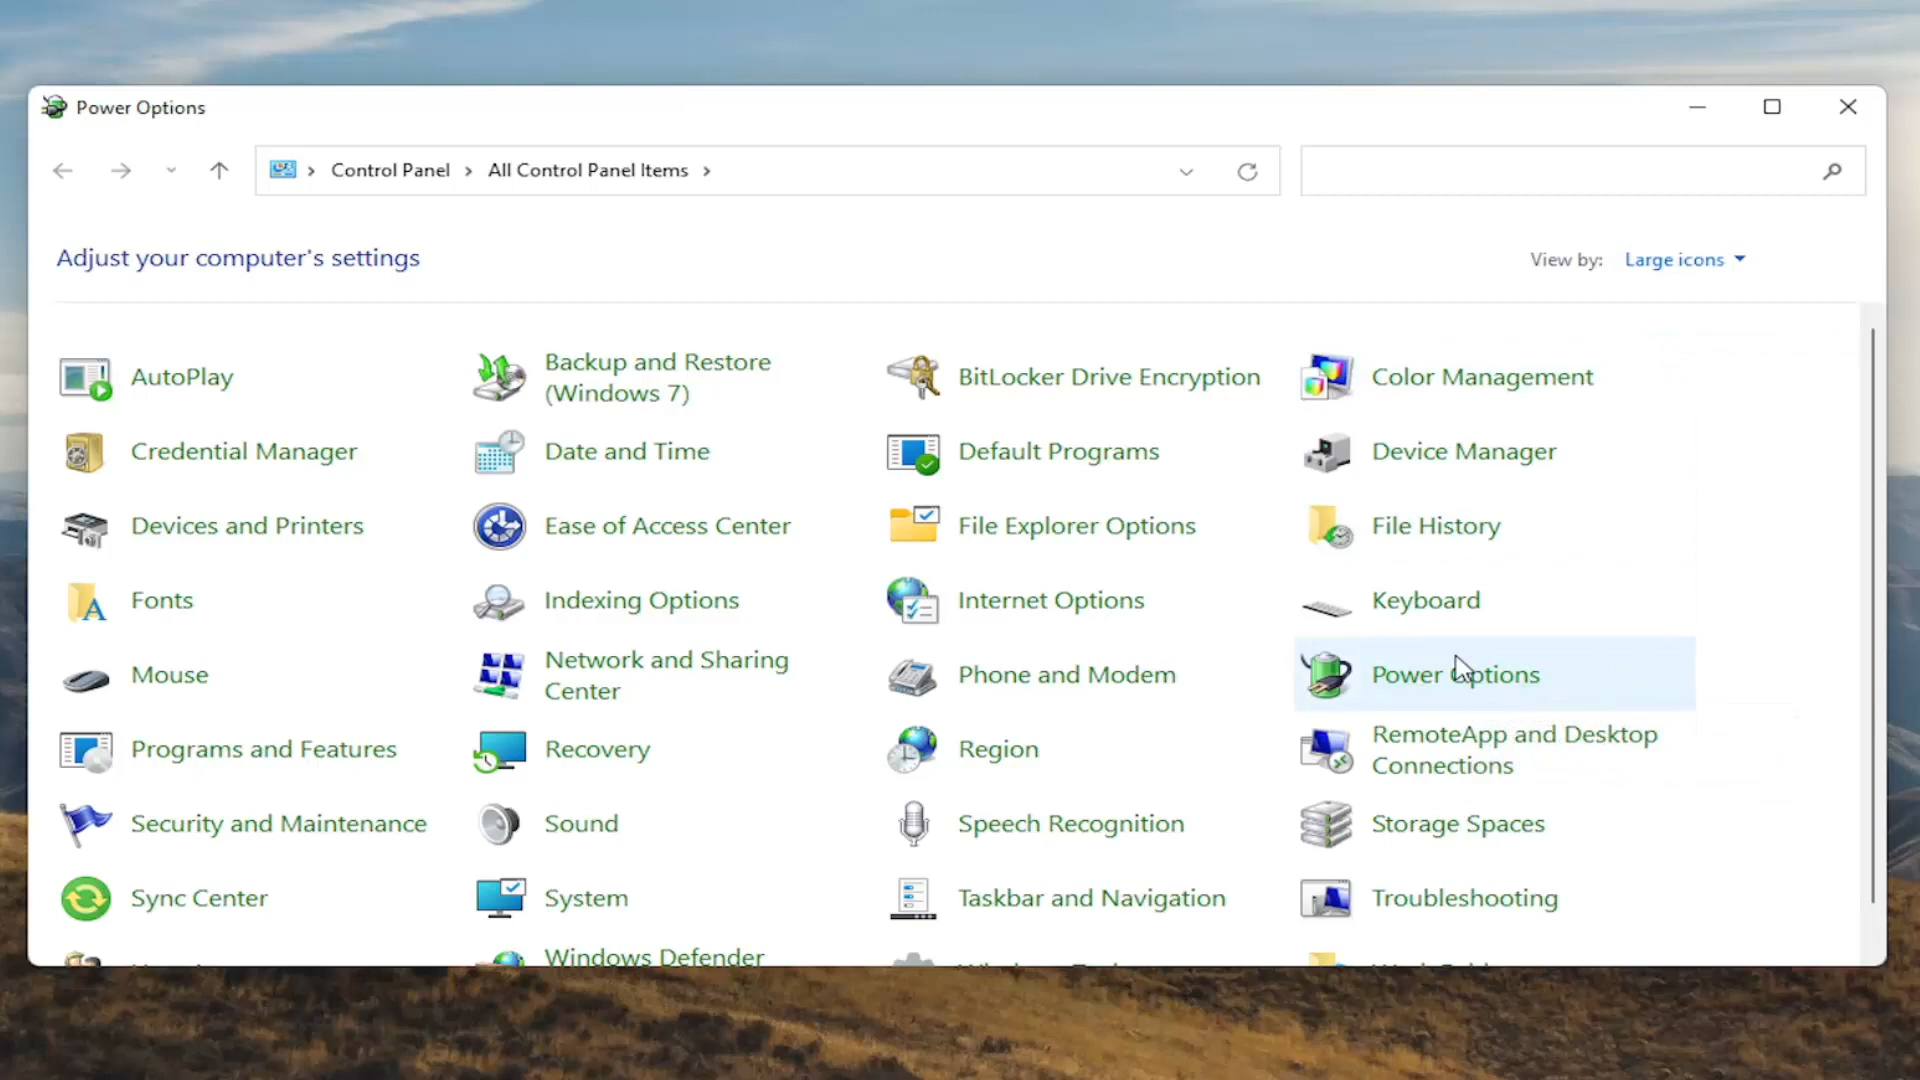 Power Options
Control Panel
All Control Panel Items
Adjust your computer's settings
View by: Large icons
AutoPlay
Backup and Restore
(Windows 7)
BitLocker Drive Encryption
Color Management
Credential Manager
Date and Time
Default Programs
Device Manager
Devices and Printers
Ease of Access Center
File Explorer Options
File History
Fonts
Indexing Options
Internet Options
Keyboard
Mouse
Network and Sharing
Center
Phone and Modem
Power Options
Programs and Features
Recovery
Region
RemoteApp and Desktop
Connections
Security and Maintenance
Sound
Speech Recognition
Storage Spaces
Sync Center
System
Taskbar and Navigation
Troubleshooting
Windows Defender